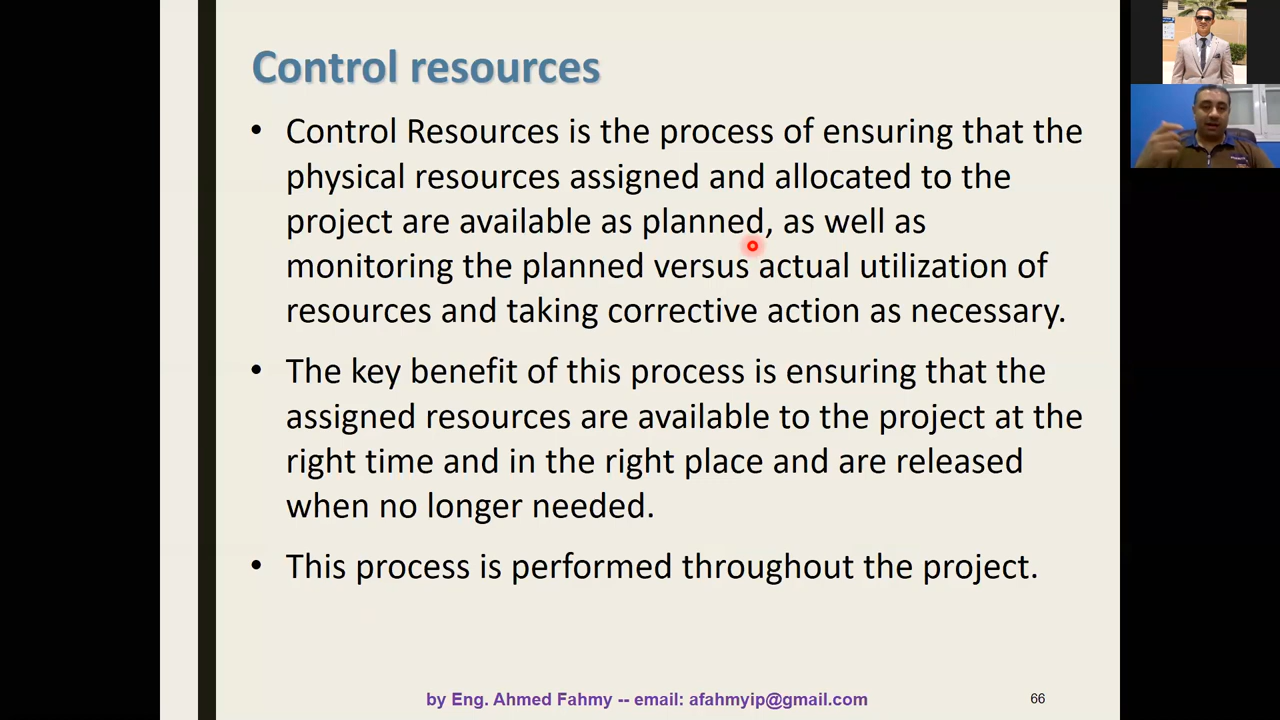 Control resources
• Control Resources is the process of ensuring that the
physical resources assigned and allocated to the
project are available as planned, as well as
monitoring the planned versus actual utilization of
resources and taking corrective action as necessary.
• The key benefit of this process is ensuring that the
assigned resources are available to the project at the
right time and in the right place and are released
when no longer needed.
• This process is performed throughout the project.
by Eng. Ahmed Fahmy -- email: afahmyip@gmail.com
66